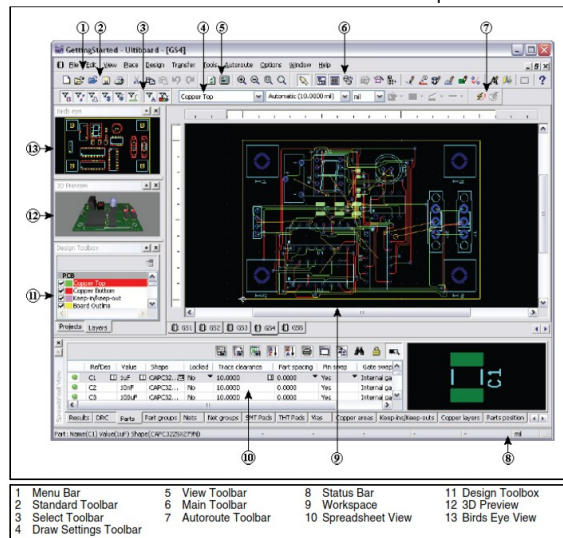 1 2 3 4 5 6 7
GettingStarted - Ultiboard - [GS4]
File Edit View Place Design Transfer Tools Autoroute Options Window Help
Copper Top
Automatic (10.0000 mil)
mil
Birds eye
13
3D Preview
12
Design Toolbox
PCB
Copper Top
Copper Bottom
Keep-in/keep-out
Board Outline
11
Projects Layers
GS1 GS2 GS3 GS4 GS5
Spreadsheet View
RefDes Value Shape Locked Trace clearance Part spacing Pin swap Gate swap
C1 1uF CAPC32... No 10.0000 0.0000 Yes Internal ga
C2 10nF CAPC32... No 10.0000 0.0000 Yes Internal ga
C3 100uF CAPC32... No 10.0000 0.0000 Yes Internal ga
C1
Results DRC Parts Part groups Nets Net groups SMT Pads THT Pads Vias Copper areas Keep-ins/Keep-outs Copper layers Parts position
mil
10 9 8
1 Menu Bar
2 Standard Toolbar
3 Select Toolbar
4 Draw Settings Toolbar
5 View Toolbar
6 Main Toolbar
7 Autoroute Toolbar
8 Status Bar
9 Workspace
10 Spreadsheet View
11 Design Toolbox
12 3D Preview
13 Birds Eye View